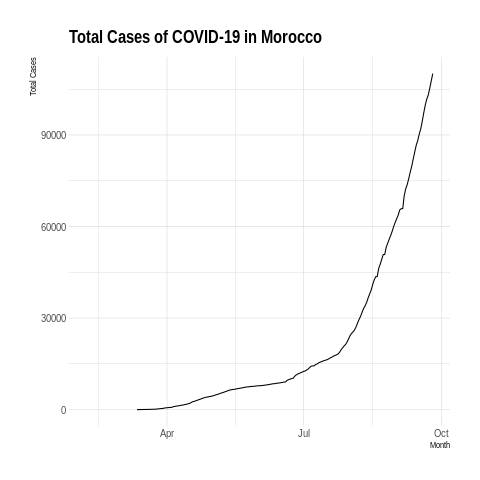 Total Cases of COVID-19 in Morocco
Total Cases
90000
60000
30000
0
Apr Jul Oct
Month